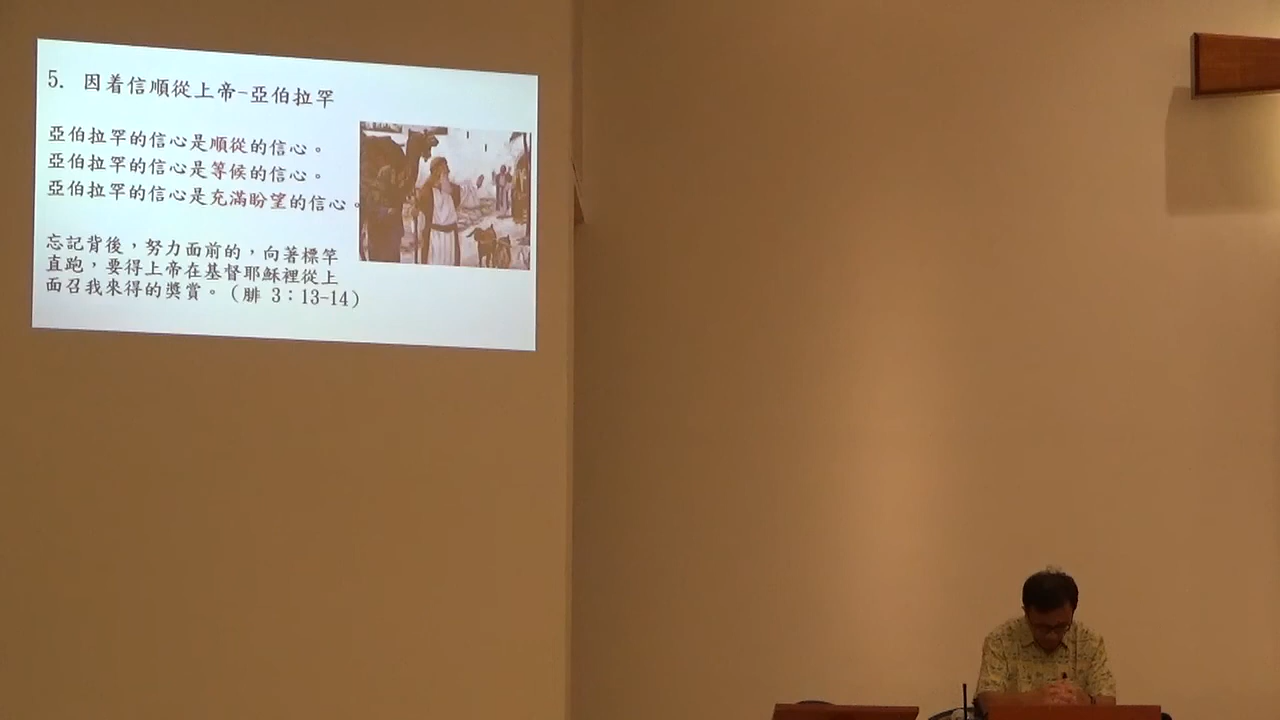 5. 因着信順從上帝-亞伯拉罕
亞伯拉罕的信心是順從的信心。
亞伯拉罕的信心是等候的信心。
亞伯拉罕的信心是充滿盼望的信心。
忘記背後，努力面前的，向著標竿
直跑，要得上帝在基督耶穌裡從上
面召我來得的獎賞。（腓 3：13-14）